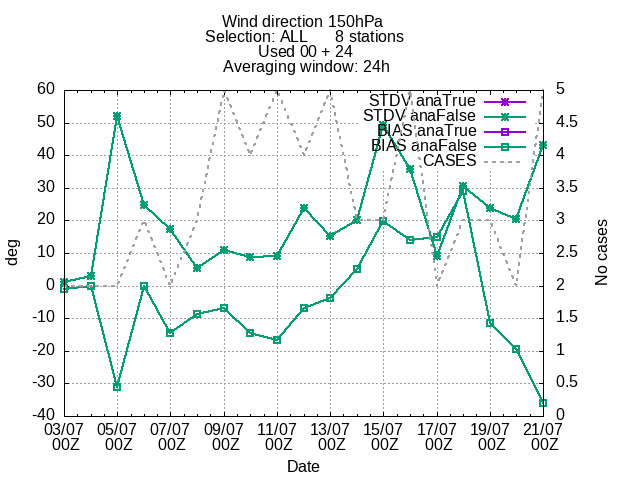 Wind direction 150hPa
Selection: ALL 8 stations
Used 00 + 24
Averaging window: 24h
STDV anaTrue
STDV anaFalse
BIAS anaTrue
BIAS anaFalse
CASES
60
50
40
30
20
10
0
-10
-20
-30
-40
deg
5
4.5
4
3.5
3
2.5
2
1.5
1
0.5
0
No cases
03/07 05/07 07/07 09/07 11/07 13/07 15/07 17/07 19/07 21/07
00Z 00Z 00Z 00Z 00Z 00Z 00Z 00Z 00Z 00Z
Date